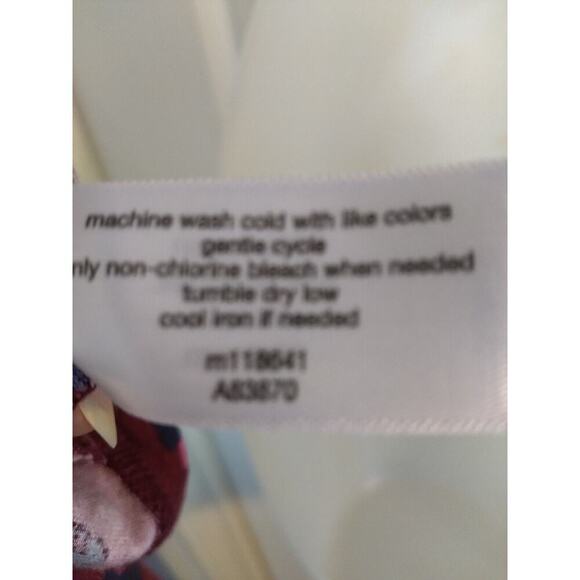 machine wash cold with like colors
gentle cycle
nly non-chlorine bleach when needed
tumble dry low
cool iron if needed
m118641
A83870